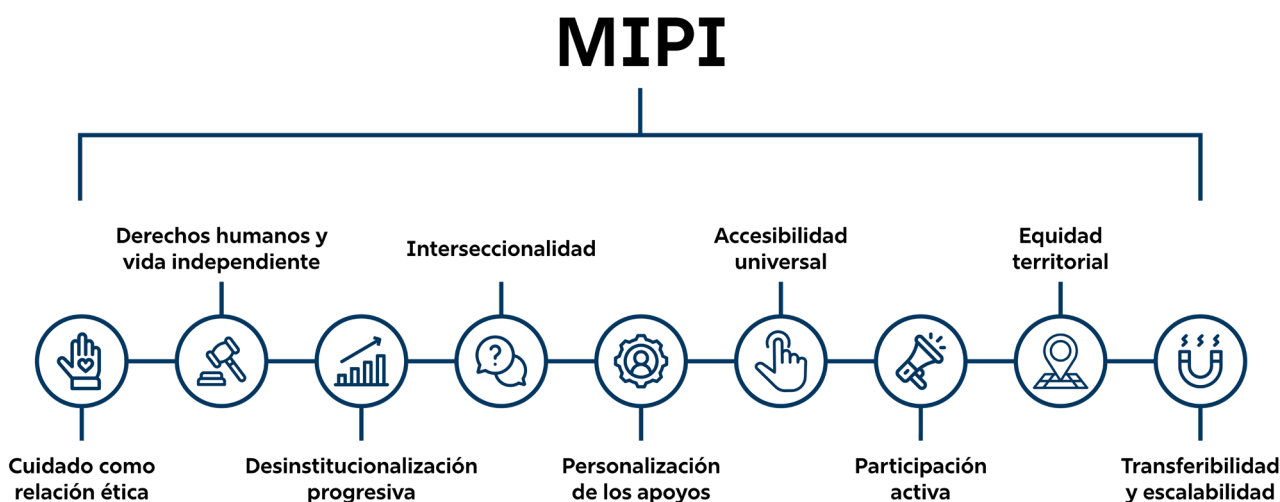 MIPI
Derechos humanos y
vida independiente
Interseccionalidad
Accesibilidad
universal
Equidad
territorial
?
Cuidado como
relación ética
Desinstitucionalización
progresiva
Personalización
de los apoyos
Participación
activa
Transferibilidad
y escalabilidad